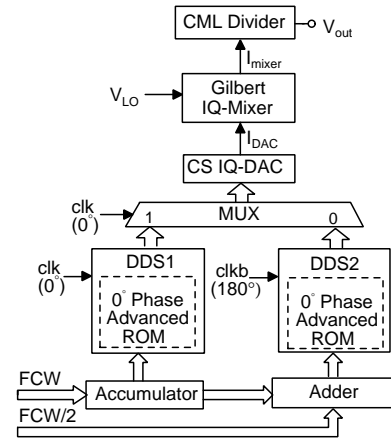 CML Divider
V_out
I_mixer
Gilbert
IQ-Mixer
V_LO
I_DAC
CS IQ-DAC
clk
(0°)
1
MUX
0
DDS1
clk
(0°)
0° Phase
Advanced
ROM
DDS2
clkb
(180°)
0° Phase
Advanced
ROM
FCW
Accumulator
Adder
FCW/2